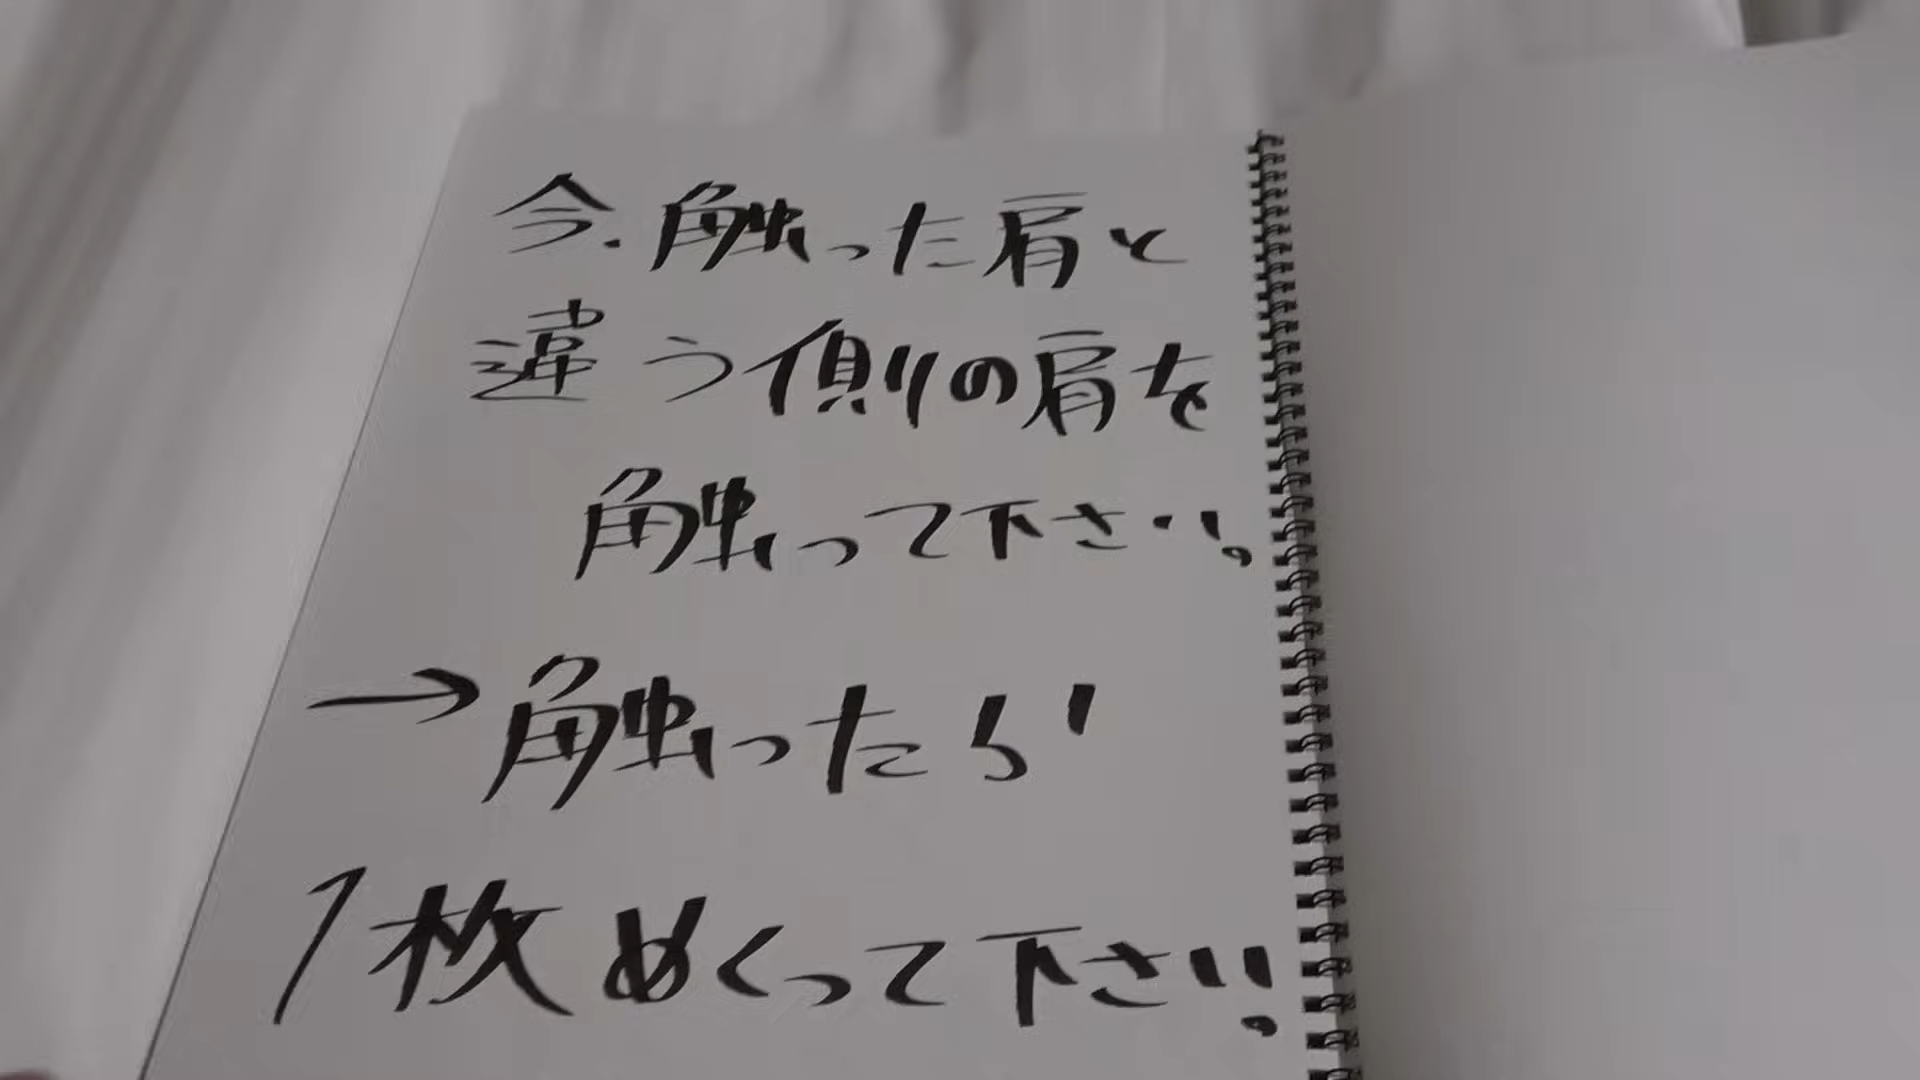 今、触った肩と
違う側の肩を
触って下さい。
→触ったら、
1枚めくって下さい。